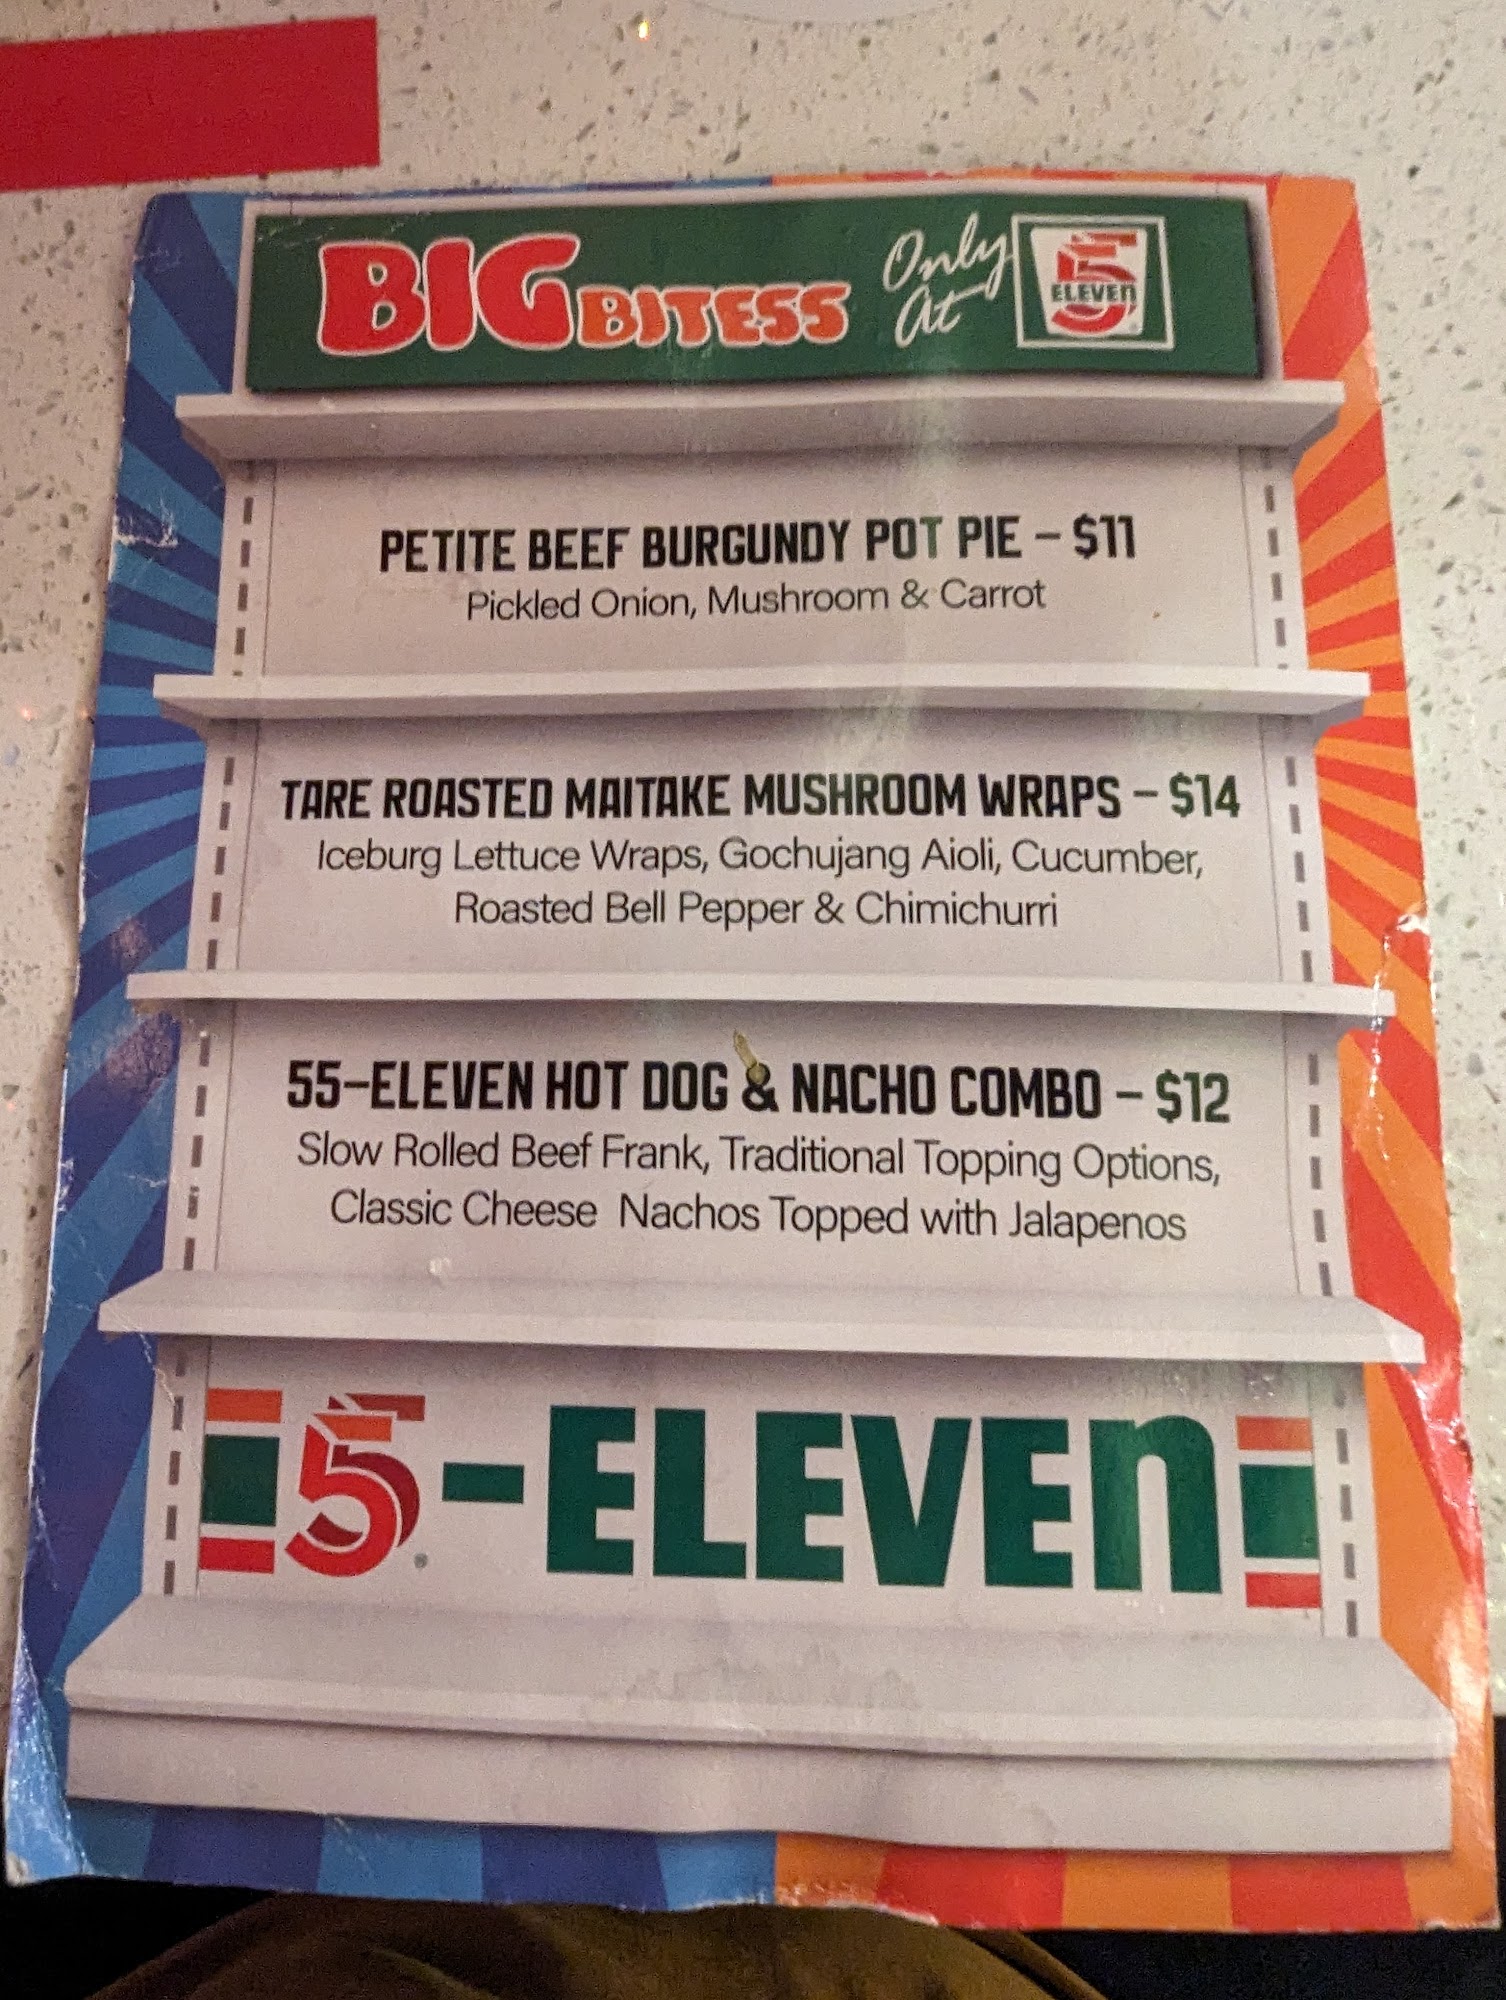 BIG BITESS Only At 55 ELEVEn
PETITE BEEF BURGUNDY POT PIE – $11
Pickled Onion, Mushroom & Carrot
TARE ROASTED MAITAKE MUSHROOM WRAPS – $14
Iceburg Lettuce Wraps, Gochujang Aioli, Cucumber,
Roasted Bell Pepper & Chimichurri
55–ELEVEN HOT DOG & NACHO COMBO – $12
Slow Rolled Beef Frank, Traditional Topping Options,
Classic Cheese Nachos Topped with Jalapenos
55®-ELEVEn